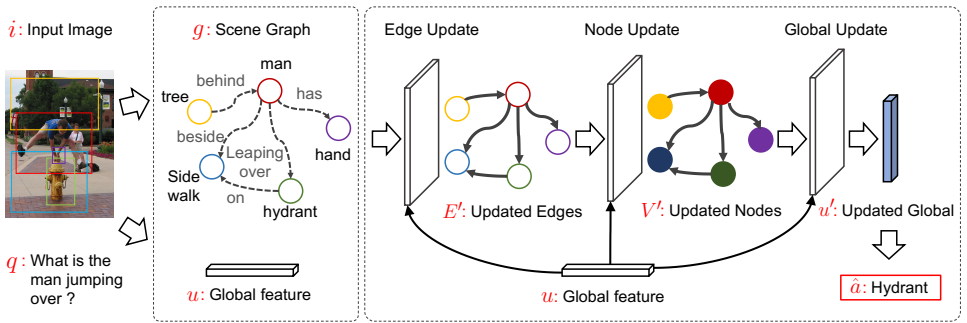 i: Input Image
g: Scene Graph
Edge Update
Node Update
Global Update
man
behind
has
tree
beside
Leaping
over
hand
Side
walk
on
hydrant
E′: Updated Edges
V′: Updated Nodes
u′: Updated Global
q: What is the
man jumping
over ?
u: Global feature
u: Global feature
â: Hydrant